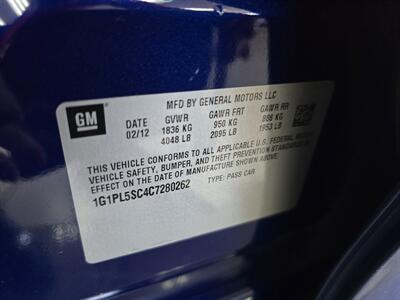 MFD BY GENERAL MOTORS LLC
GM
DATE GVWR GAWR FRT GAWR RR
02/12 1836 KG 950 KG 886 KG
4048 LB 2095 LB 1953 LB
THIS VEHICLE CONFORMS TO ALL APPLICABLE U.S. FEDERAL MOTOR
VEHICLE SAFETY, BUMPER, AND THEFT PREVENTION STANDARDS IN
EFFECT ON THE DATE OF MANUFACTURE SHOWN ABOVE.
1G1PL5SC4C7280262 TYPE: PASS CAR